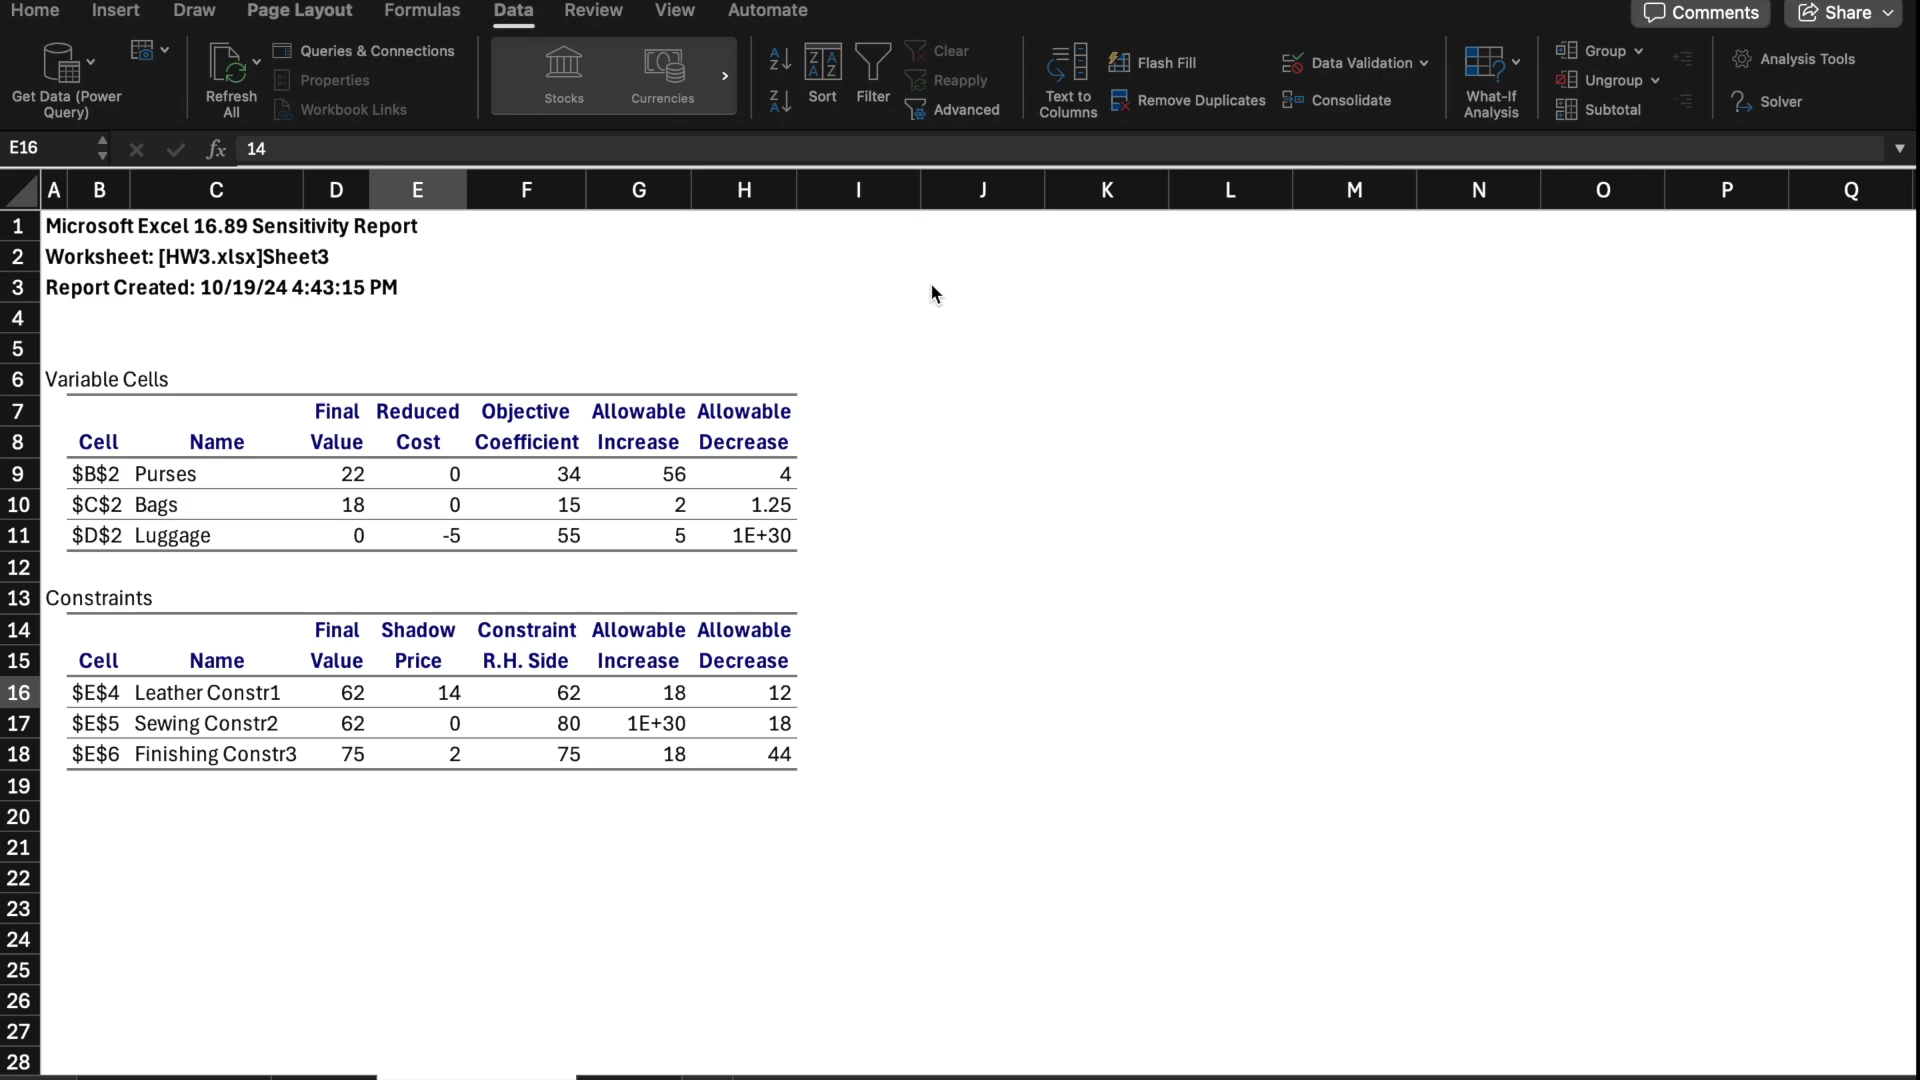 Home Insert Draw Page Layout Formulas Data Review View Automate Comments Share
Get Data (Power Query) Refresh All Queries & Connections Properties Workbook Links Stocks Currencies Sort Filter Clear Reapply Advanced Text to Columns Flash Fill Remove Duplicates Data Validation Consolidate What-If Analysis Group Ungroup Subtotal Analysis Tools Solver
E16 fx 14
A B C D E F G H I J K L M N O P Q
1 Microsoft Excel 16.89 Sensitivity Report
2 Worksheet: [HW3.xlsx]Sheet3
3 Report Created: 10/19/24 4:43:15 PM
4
5
6 Variable Cells
7 Final Reduced Objective Allowable Allowable
8 Cell Name Value Cost Coefficient Increase Decrease
9 $B$2 Purses 22 0 34 56 4
10 $C$2 Bags 18 0 15 2 1.25
11 $D$2 Luggage 0 -5 55 5 1E+30
12
13 Constraints
14 Final Shadow Constraint Allowable Allowable
15 Cell Name Value Price R.H. Side Increase Decrease
16 $E$4 Leather Constr1 62 14 62 18 12
17 $E$5 Sewing Constr2 62 0 80 1E+30 18
18 $E$6 Finishing Constr3 75 2 75 18 44
19
20
21
22
23
24
25
26
27
28